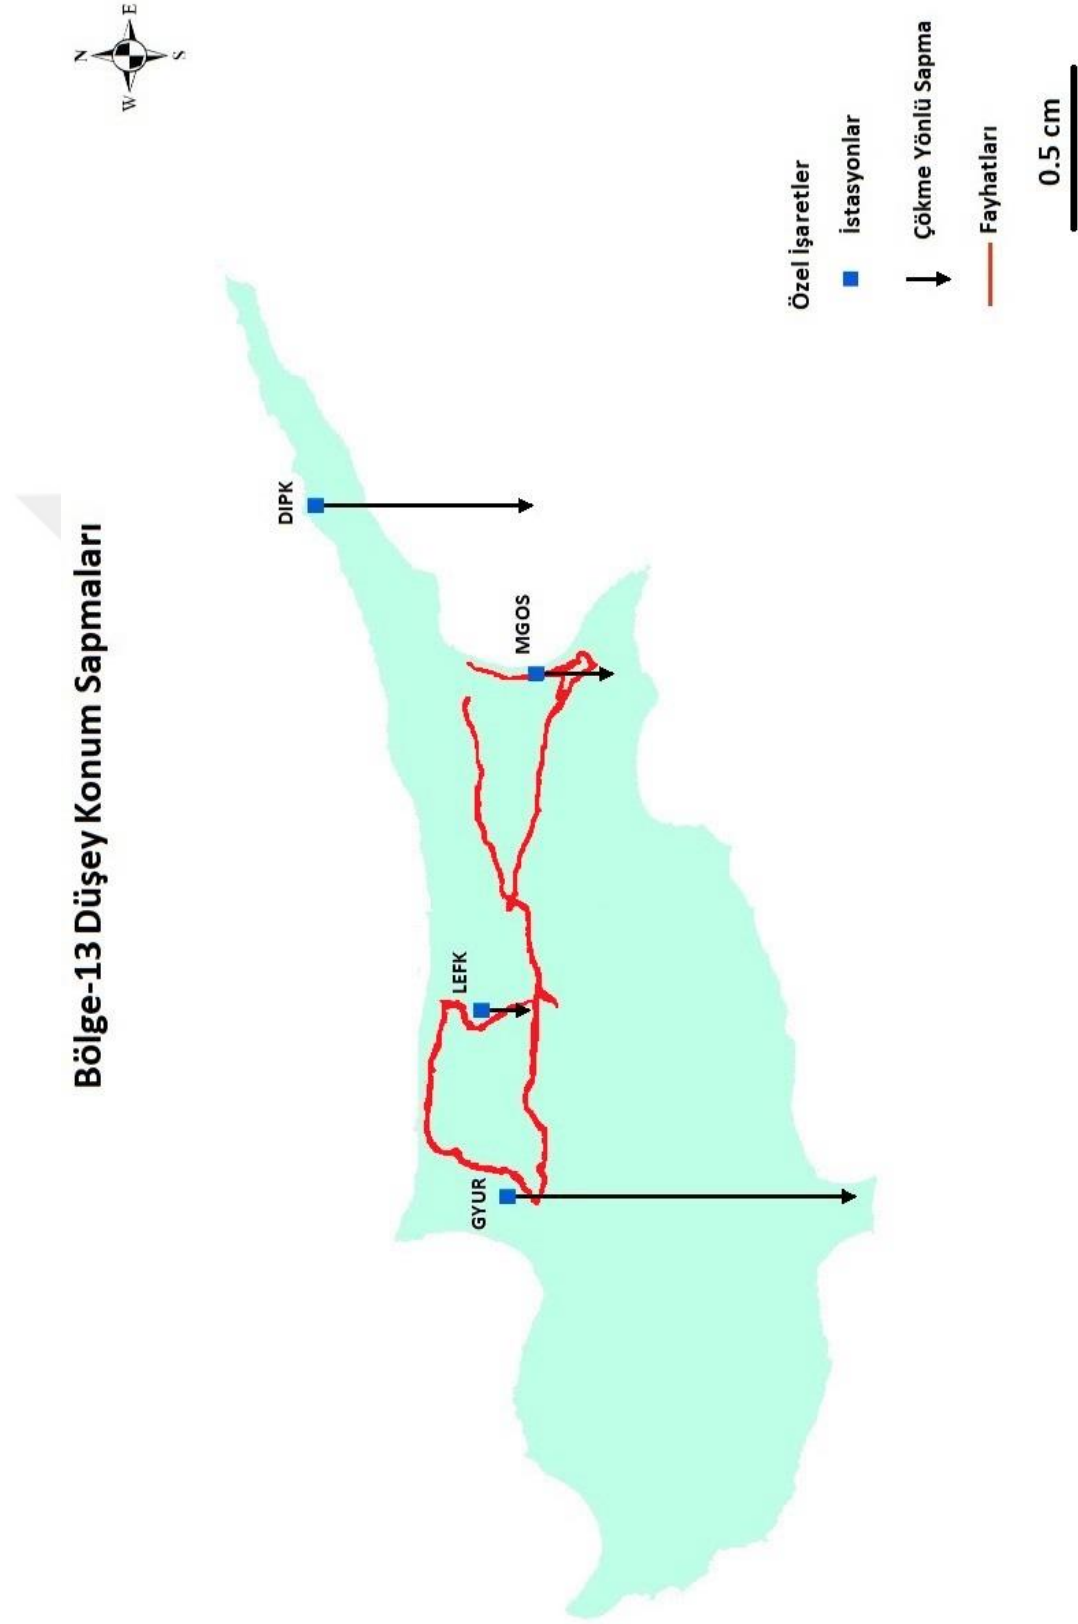 Bölge-13 Düşey Konum Sapmaları
N
W
E
S
DIPK
MGOS
LEFK
GYUR
Özel İşaretler
İstasyonlar
Çökme Yönlü Sapma
Fayhatları
0.5 cm